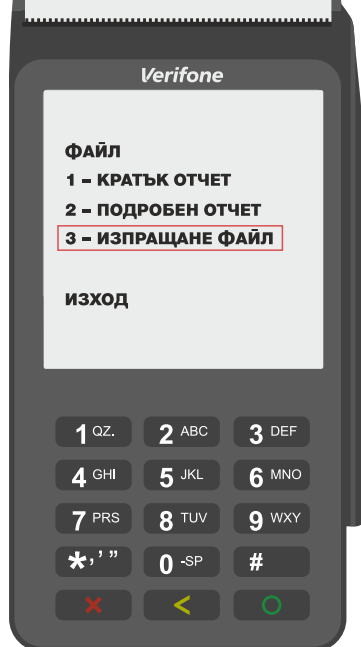 Verifone
ФАЙЛ
1 – КРАТЪК ОТЧЕТ
2 – ПОДРОБЕН ОТЧЕТ
3 – ИЗПРАЩАНЕ ФАЙЛ
ИЗХОД
1 QZ. 2 ABC 3 DEF
4 GHI 5 JKL 6 MNO
7 PRS 8 TUV 9 WXY
*,'" 0 -SP #